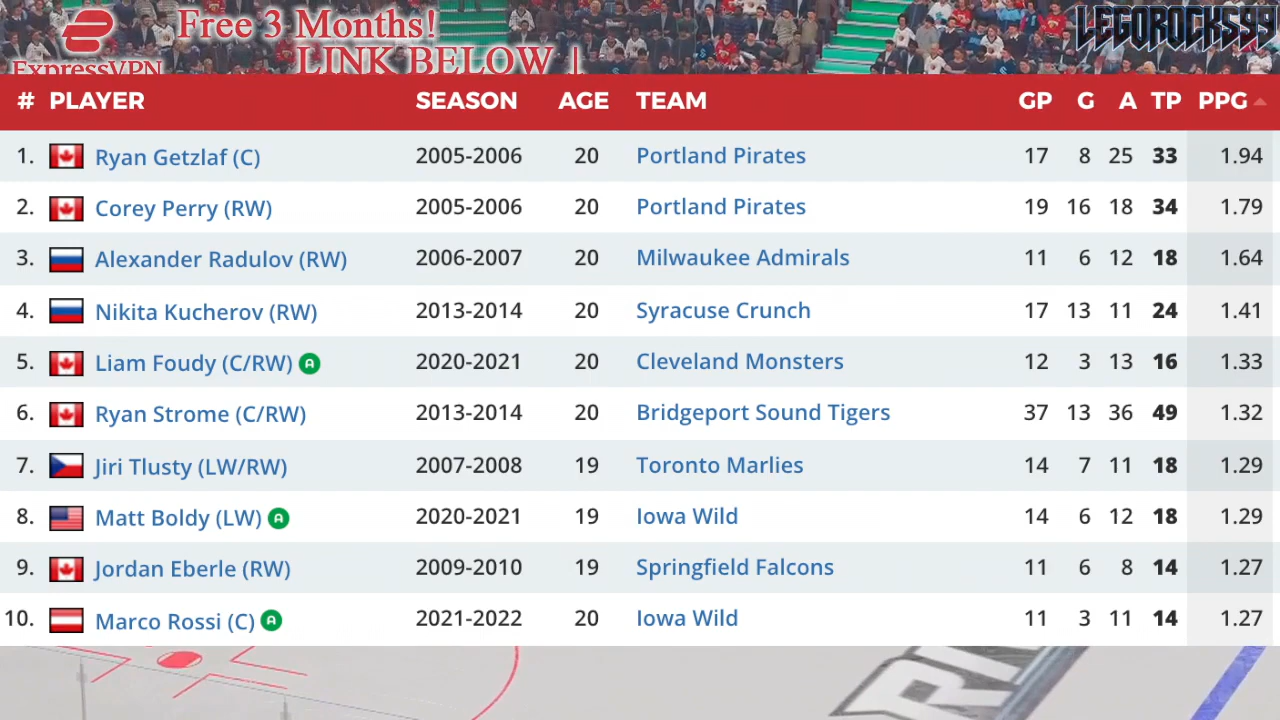 Free 3 Months!
LINK BELOW ↓
ExpressVPN
LEGOROCKS99
# PLAYER SEASON AGE TEAM GP G A TP PPG
1. Ryan Getzlaf (C) 2005-2006 20 Portland Pirates 17 8 25 33 1.94
2. Corey Perry (RW) 2005-2006 20 Portland Pirates 19 16 18 34 1.79
3. Alexander Radulov (RW) 2006-2007 20 Milwaukee Admirals 11 6 12 18 1.64
4. Nikita Kucherov (RW) 2013-2014 20 Syracuse Crunch 17 13 11 24 1.41
5. Liam Foudy (C/RW) A 2020-2021 20 Cleveland Monsters 12 3 13 16 1.33
6. Ryan Strome (C/RW) 2013-2014 20 Bridgeport Sound Tigers 37 13 36 49 1.32
7. Jiri Tlusty (LW/RW) 2007-2008 19 Toronto Marlies 14 7 11 18 1.29
8. Matt Boldy (LW) A 2020-2021 19 Iowa Wild 14 6 12 18 1.29
9. Jordan Eberle (RW) 2009-2010 19 Springfield Falcons 11 6 8 14 1.27
10. Marco Rossi (C) A 2021-2022 20 Iowa Wild 11 3 11 14 1.27